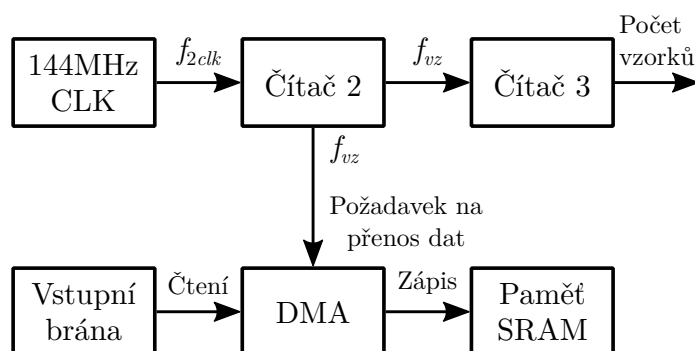 144MHz
CLK
f2clk
Čítač 2
fvz
Čítač 3
Počet
vzorků
fvz
Požadavek na
přenos dat
Vstupní
brána
Čtení
DMA
Zápis
Paměť
SRAM